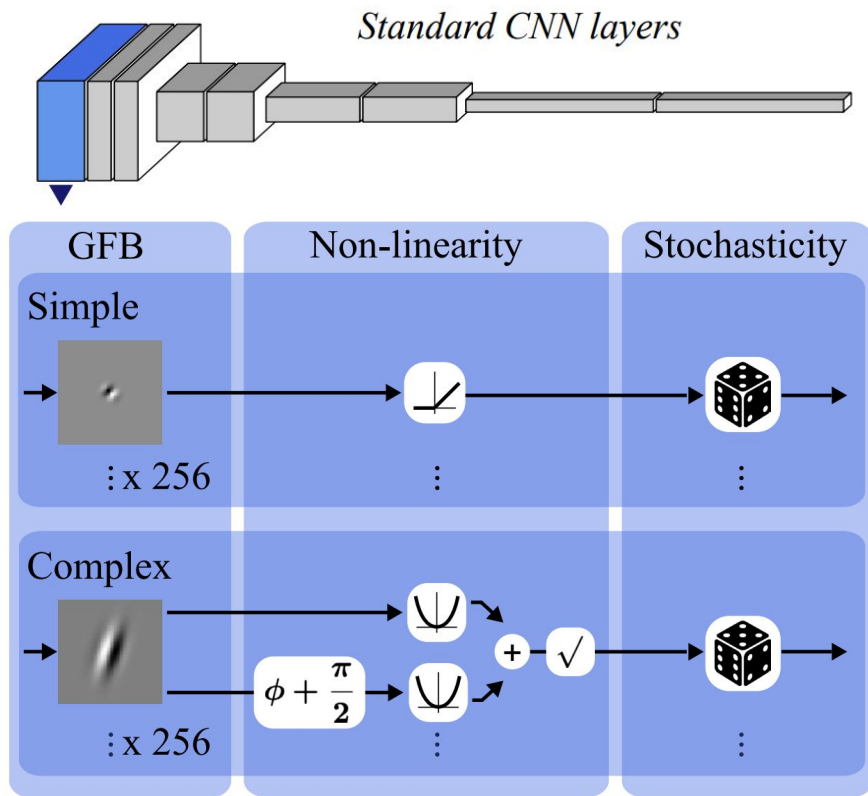 Standard CNN layers
GFB
Non-linearity
Stochasticity
Simple
⋮ x 256
⋮
⋮
Complex
+
√
ϕ + π/2
⋮ x 256
⋮
⋮